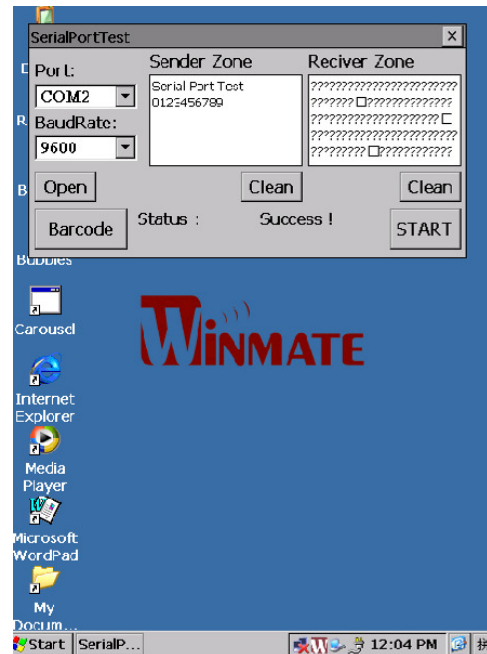 SerialPortTest
Port:
COM2
BaudRate:
9600
Sender Zone
Serial Port Test
0123456789
Reciver Zone
????????????????????????
??????? □??????????????
????????????????????? □
????????????????????????
????????? □????????????
Open
Clean
Clean
Barcode
Status :
Success !
START
D
R
B
Bubbles
Carousel
WINMATE
Internet
Explorer
Media
Player
Microsoft
WordPad
My
Docum...
Start
SerialP...
12:04 PM
拼